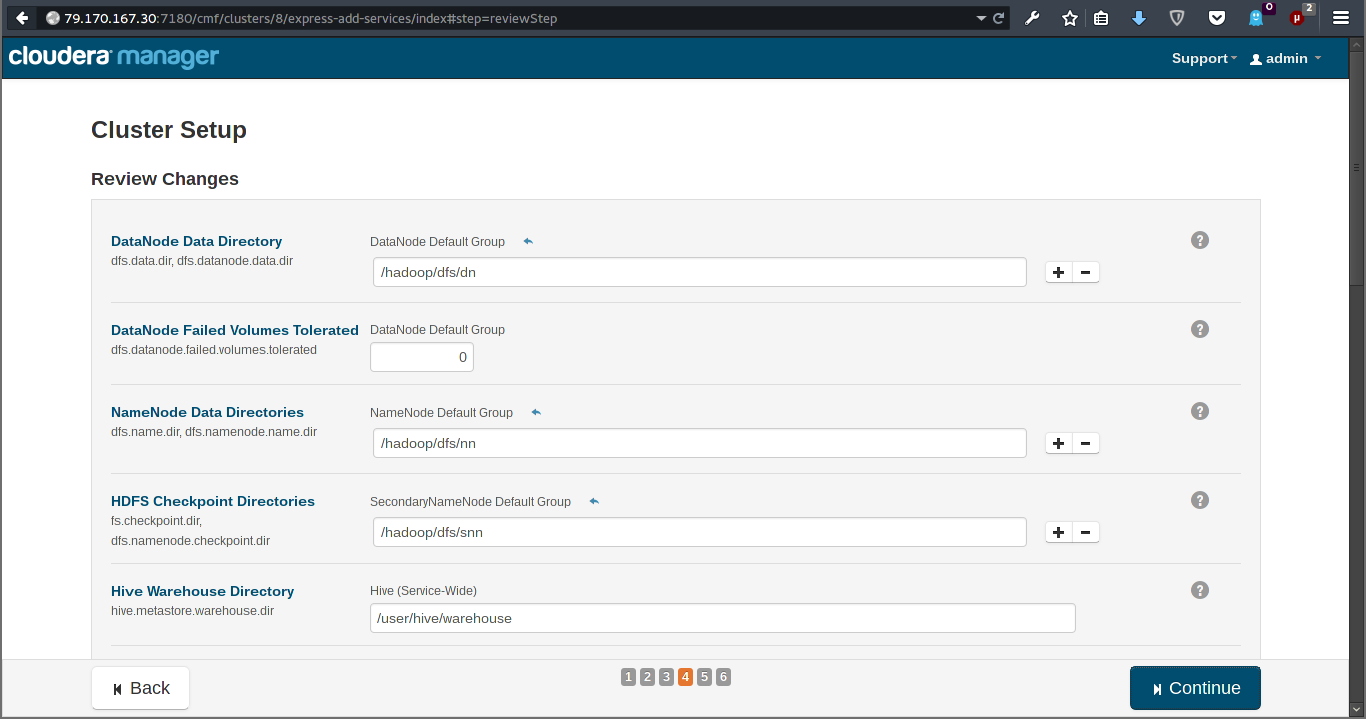 79.170.167.30:7180/cmf/clusters/8/express-add-services/index#step=reviewStep
0
2
cloudera manager
Support
admin
Cluster Setup
Review Changes
DataNode Data Directory
dfs.data.dir, dfs.datanode.data.dir
DataNode Default Group
/hadoop/dfs/dn
DataNode Failed Volumes Tolerated
dfs.datanode.failed.volumes.tolerated
DataNode Default Group
0
NameNode Data Directories
dfs.name.dir, dfs.namenode.name.dir
NameNode Default Group
/hadoop/dfs/nn
HDFS Checkpoint Directories
fs.checkpoint.dir,
dfs.namenode.checkpoint.dir
SecondaryNameNode Default Group
/hadoop/dfs/snn
Hive Warehouse Directory
hive.metastore.warehouse.dir
Hive (Service-Wide)
/user/hive/warehouse
Back
1 2 3 4 5 6
Continue